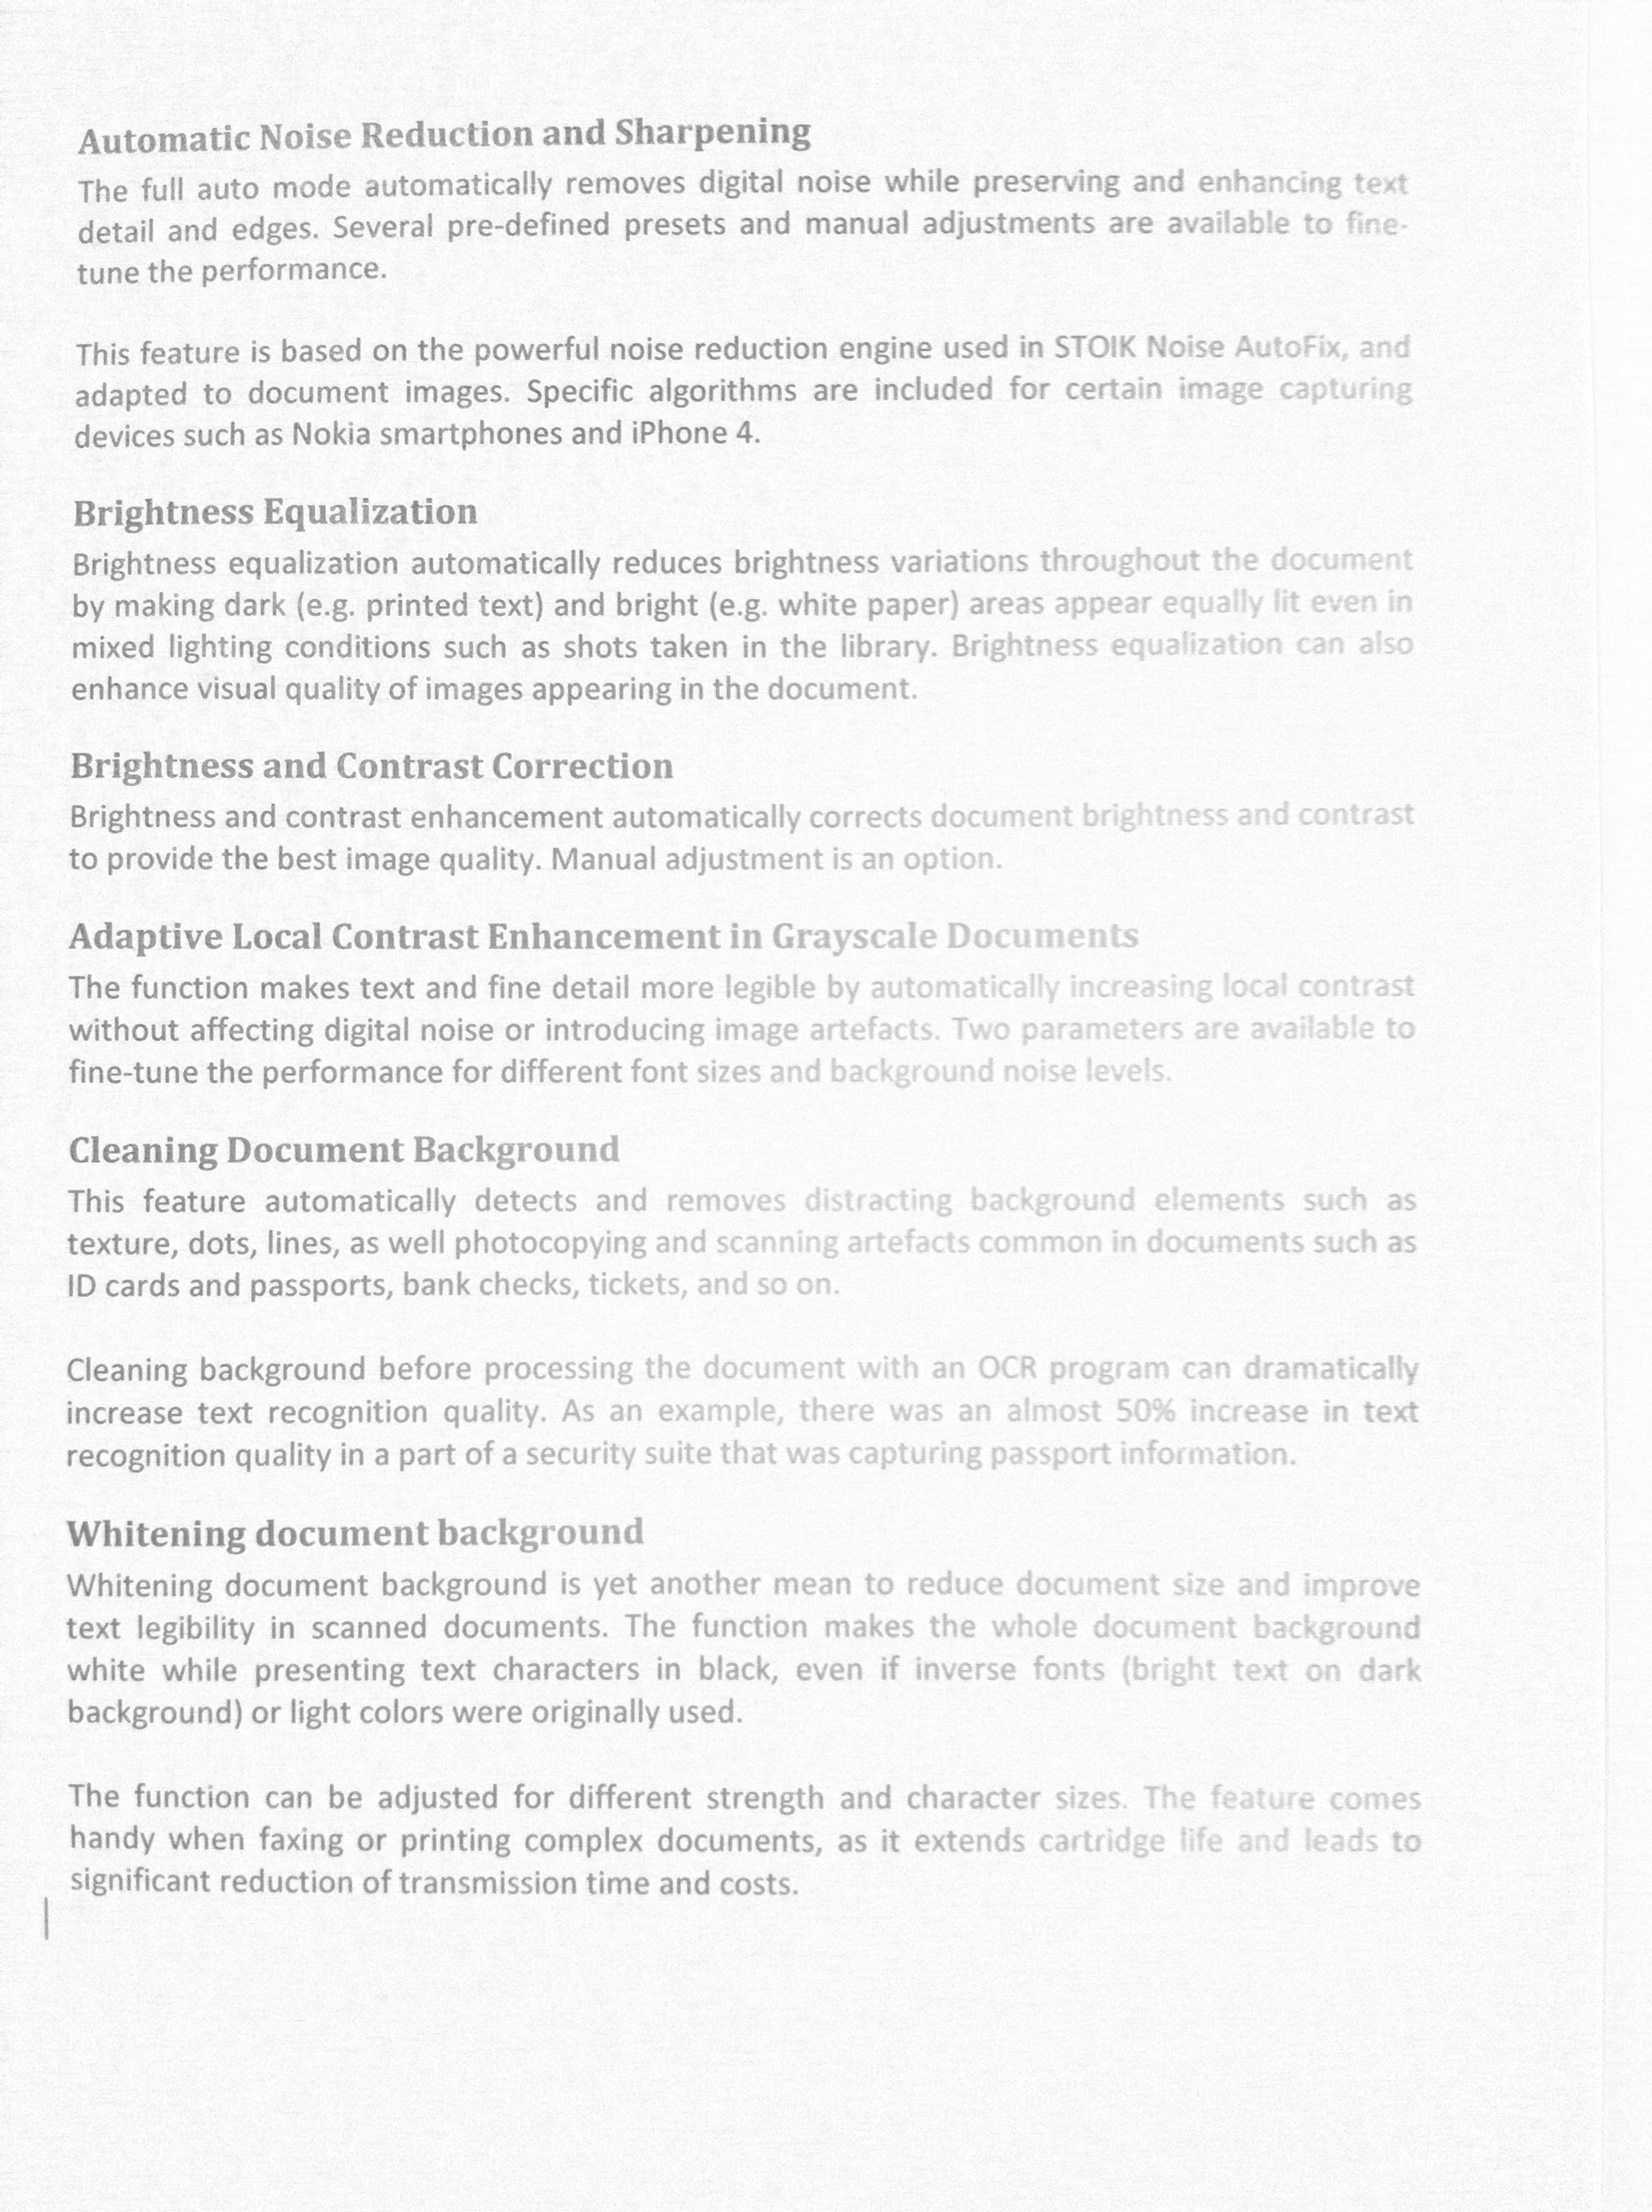 Automatic Noise Reduction and Sharpening
The full auto mode automatically removes digital noise while preserving and enhancing text
detail and edges. Several pre-defined presets and manual adjustments are available to fine-
tune the performance.
This feature is based on the powerful noise reduction engine used in STOIK Noise AutoFix, and
adapted to document images. Specific algorithms are included for certain image capturing
devices such as Nokia smartphones and iPhone 4.
Brightness Equalization
Brightness equalization automatically reduces brightness variations throughout the document
by making dark (e.g. printed text) and bright (e.g. white paper) areas appear equally lit even in
mixed lighting conditions such as shots taken in the library. Brightness equalization can also
enhance visual quality of images appearing in the document.
Brightness and Contrast Correction
Brightness and contrast enhancement automatically corrects document brightness and contrast
to provide the best image quality. Manual adjustment is an option.
Adaptive Local Contrast Enhancement in Grayscale Documents
The function makes text and fine detail more legible by automatically increasing local contrast
without affecting digital noise or introducing image artefacts. Two parameters are available to
fine-tune the performance for different font sizes and background noise levels.
Cleaning Document Background
This feature automatically detects and removes distracting background elements such as
texture, dots, lines, as well photocopying and scanning artefacts common in documents such as
ID cards and passports, bank checks, tickets, and so on.
Cleaning background before processing the document with an OCR program can dramatically
increase text recognition quality. As an example, there was an almost 50% increase in text
recognition quality in a part of a security suite that was capturing passport information.
Whitening document background
Whitening document background is yet another mean to reduce document size and improve
text legibility in scanned documents. The function makes the whole document background
white while presenting text characters in black, even if inverse fonts (bright text on dark
background) or light colors were originally used.
The function can be adjusted for different strength and character sizes. The feature comes
handy when faxing or printing complex documents, as it extends cartridge life and leads to
significant reduction of transmission time and costs.